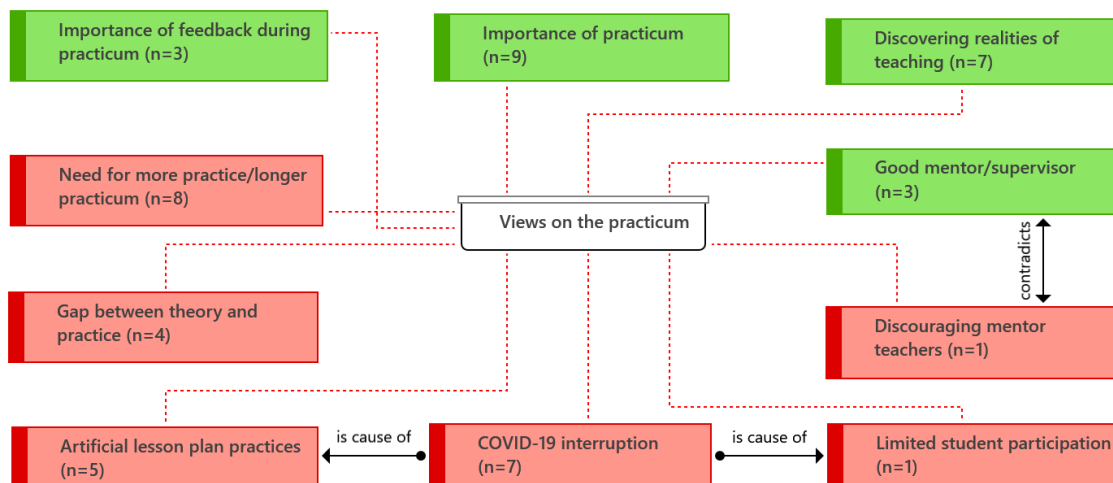 Importance of feedback during
practicum (n=3)
Importance of practicum
(n=9)
Discovering realities of
teaching (n=7)
Need for more practice/longer
practicum (n=8)
Good mentor/supervisor
(n=3)
Views on the practicum
contradicts
Gap between theory and
practice (n=4)
Discouraging mentor
teachers (n=1)
Artificial lesson plan practices
(n=5)
is cause of
COVID-19 interruption
(n=7)
is cause of
Limited student participation
(n=1)